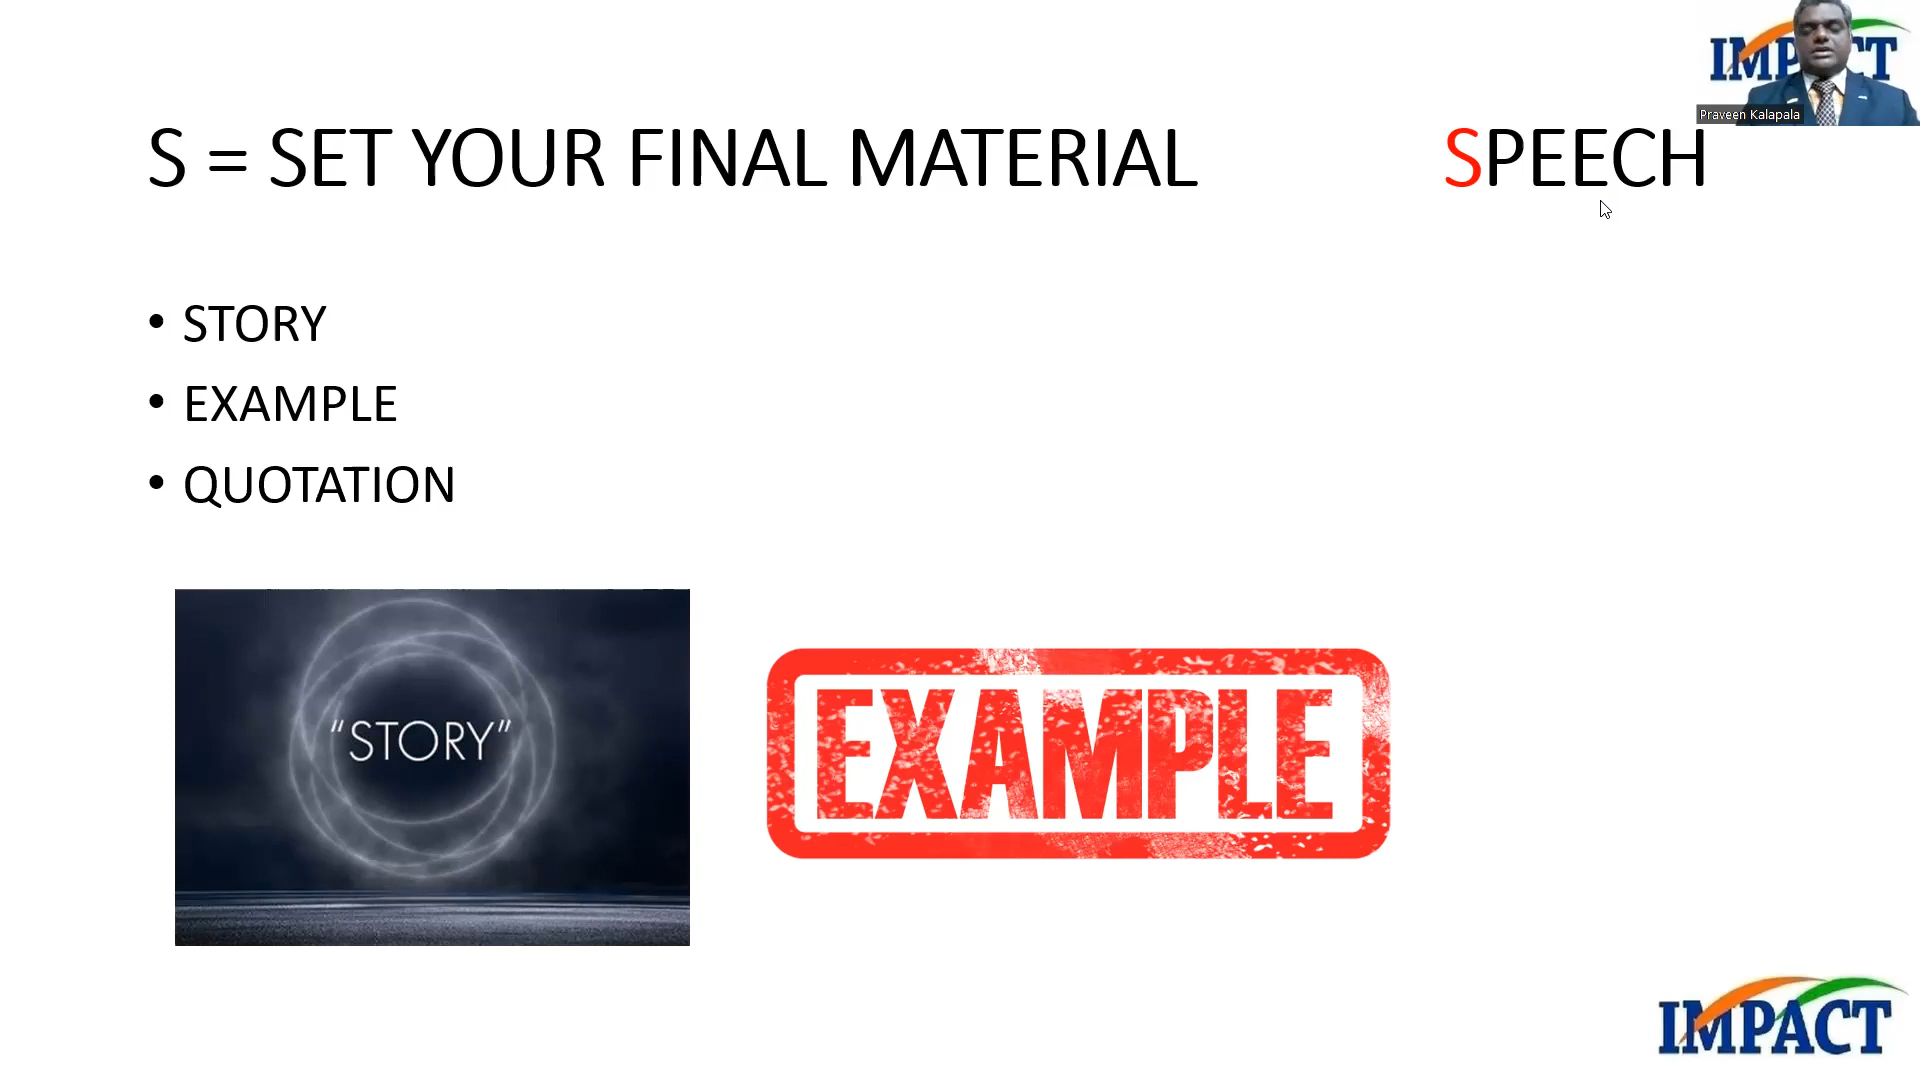 IMPACT
Praveen Kalapala
S = SET YOUR FINAL MATERIAL
SPEECH
• STORY
• EXAMPLE
• QUOTATION
“STORY”
EXAMPLE
IMPACT